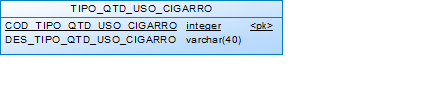 TIPO_QTD_USO_CIGARRO
COD_TIPO_QTD_USO_CIGARRO integer <pk>
DES_TIPO_QTD_USO_CIGARRO varchar(40)